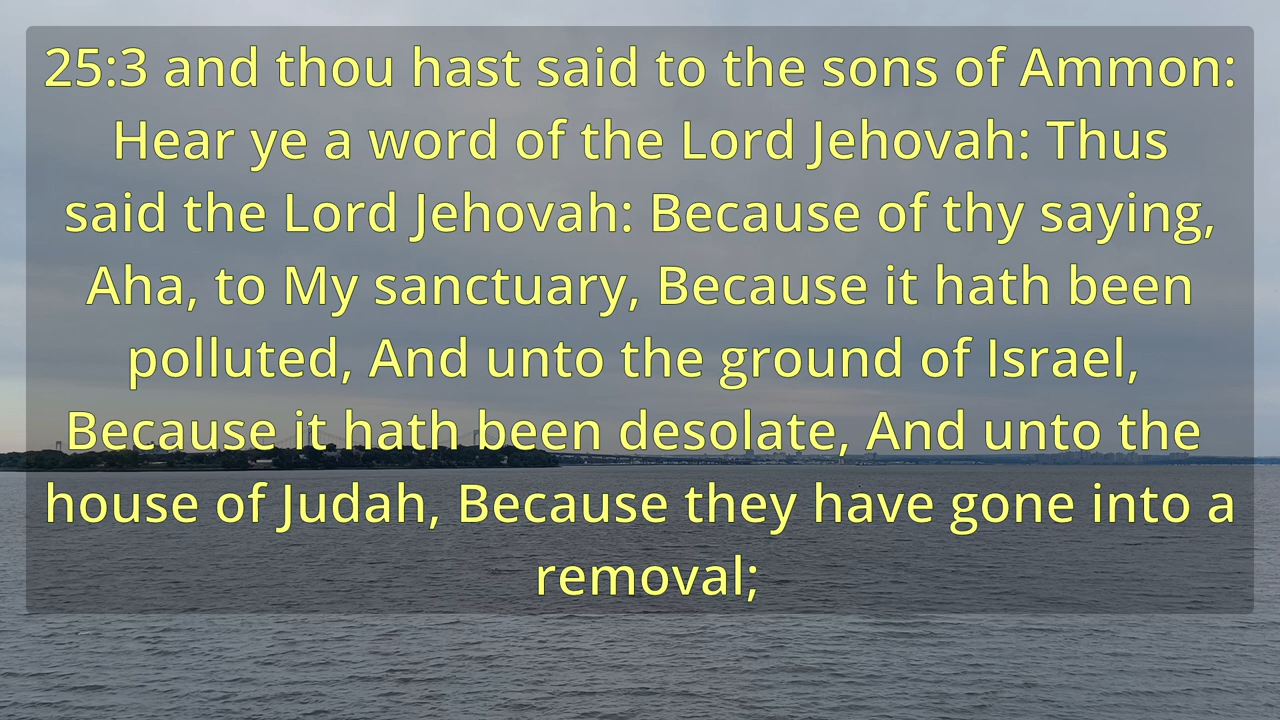 25:3 and thou hast said to the sons of Ammon:
Hear ye a word of the Lord Jehovah: Thus
said the Lord Jehovah: Because of thy saying,
Aha, to My sanctuary, Because it hath been
polluted, And unto the ground of Israel,
Because it hath been desolate, And unto the
house of Judah, Because they have gone into a
removal;